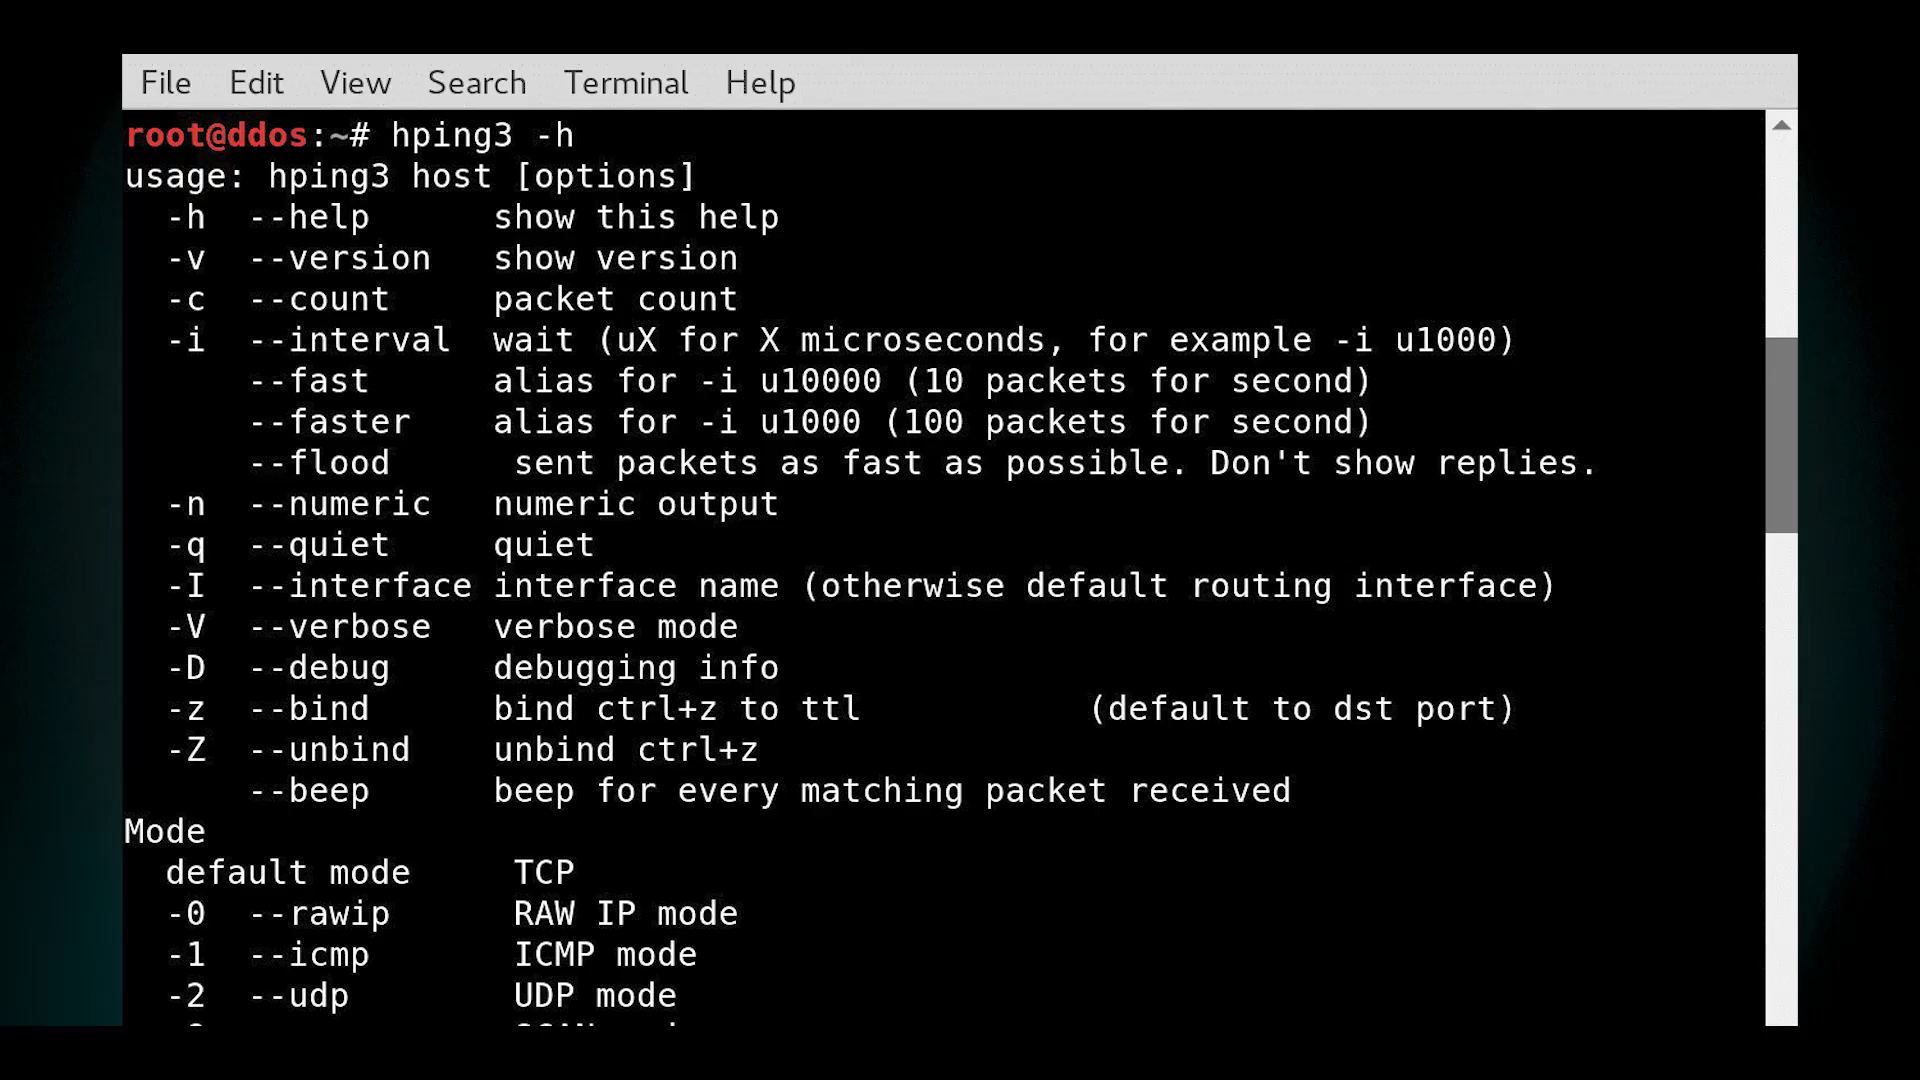 File Edit View Search Terminal Help
root@ddos:~# hping3 -h
usage: hping3 host [options]
  -h  --help      show this help
  -v  --version   show version
  -c  --count     packet count
  -i  --interval  wait (uX for X microseconds, for example -i u1000)
      --fast      alias for -i u10000 (10 packets for second)
      --faster    alias for -i u1000 (100 packets for second)
      --flood      sent packets as fast as possible. Don't show replies.
  -n  --numeric   numeric output
  -q  --quiet     quiet
  -I  --interface interface name (otherwise default routing interface)
  -V  --verbose   verbose mode
  -D  --debug     debugging info
  -z  --bind      bind ctrl+z to ttl           (default to dst port)
  -Z  --unbind    unbind ctrl+z
      --beep      beep for every matching packet received
Mode
  default mode     TCP
  -0  --rawip      RAW IP mode
  -1  --icmp       ICMP mode
  -2  --udp        UDP mode